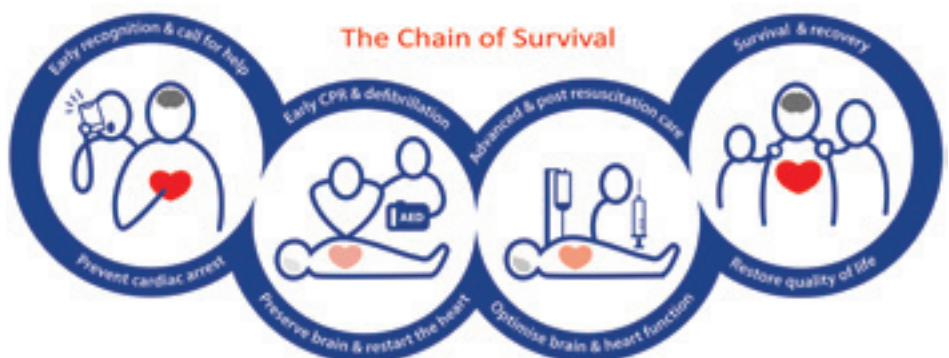 The Chain of Survival
Early recognition & call for help
Prevent cardiac arrest
Early CPR & defibrillation
AED
Preserve brain & restart the heart
Advanced & post resuscitation care
Optimise brain & heart function
Survival & recovery
Restore quality of life